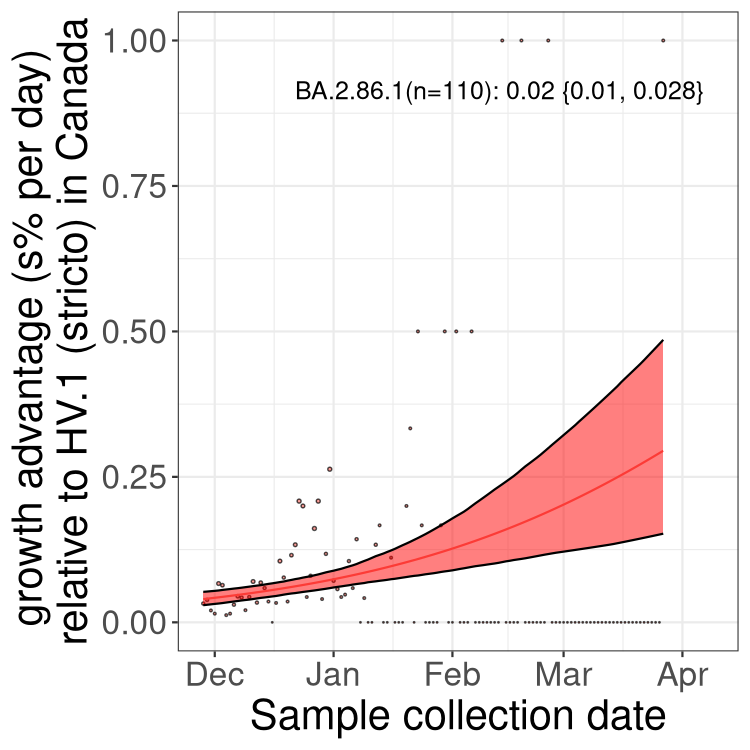 growth advantage (s% per day)
relative to HV.1 (stricto) in Canada
1.00
0.75
0.50
0.25
0.00
BA.2.86.1(n=110): 0.02 {0.01, 0.028}
Dec Jan Feb Mar Apr
Sample collection date